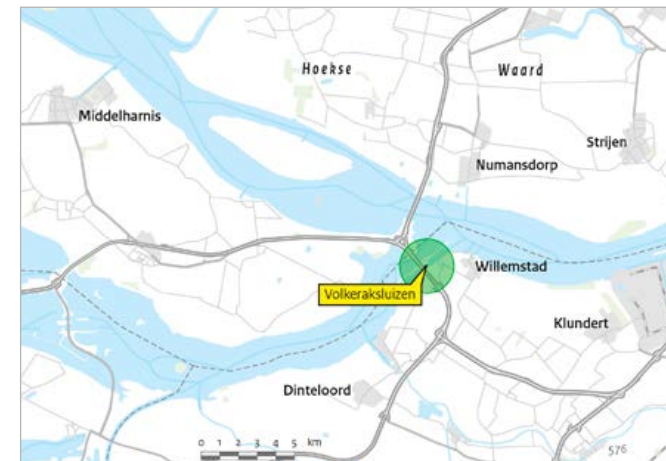 Hoekse Waard
Middelharnis
Strijen
Numansdorp
Willemstad
Volkeraksluizen
Klundert
Dinteloord
0 1 2 3 4 5 km
576